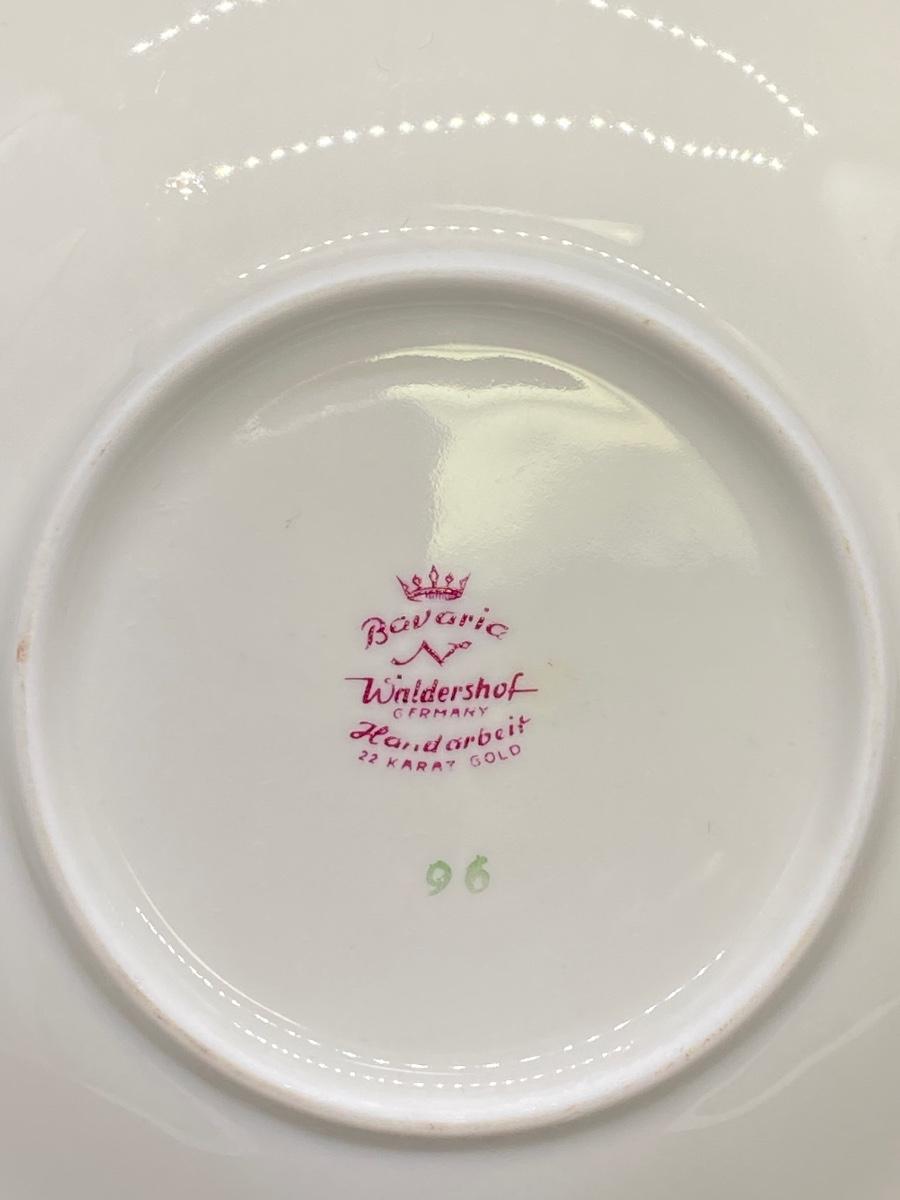 Bavaria
N
Waldershof
GERMANY
Handarbeit
22 KARAT GOLD
96